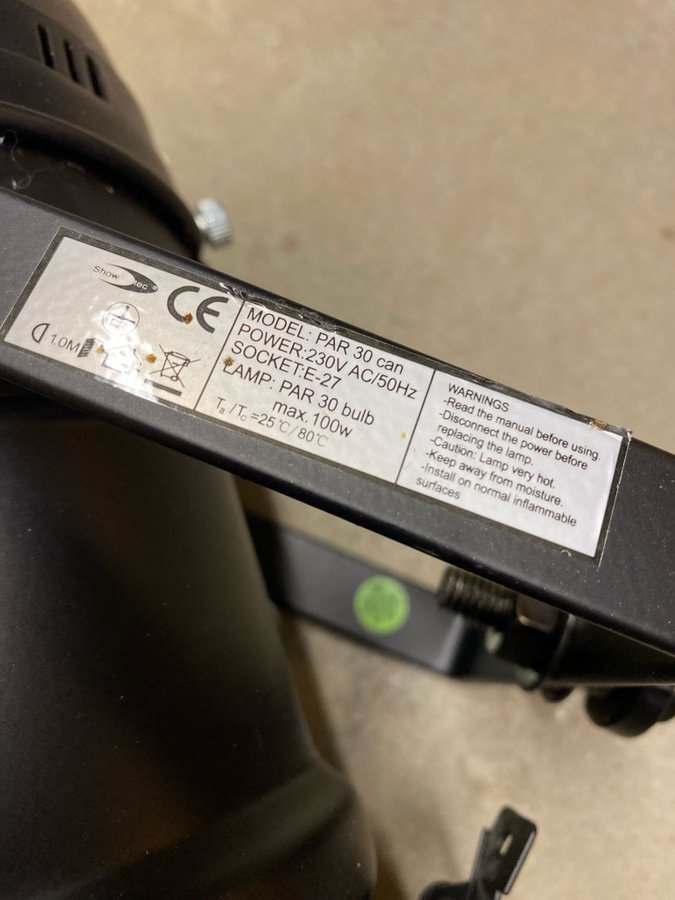 Show
tec
CE
1.0M
MODEL: PAR 30 can
POWER:230V AC/50Hz
SOCKET:E-27
LAMP: PAR 30 bulb
max. 100w
Ta /Tc =25℃/80℃
WARNINGS
-Read the manual before using.
-Disconnect the power before
replacing the lamp.
-Caution: Lamp very hot.
-Keep away from moisture.
-Install on normal inflammable
surfaces